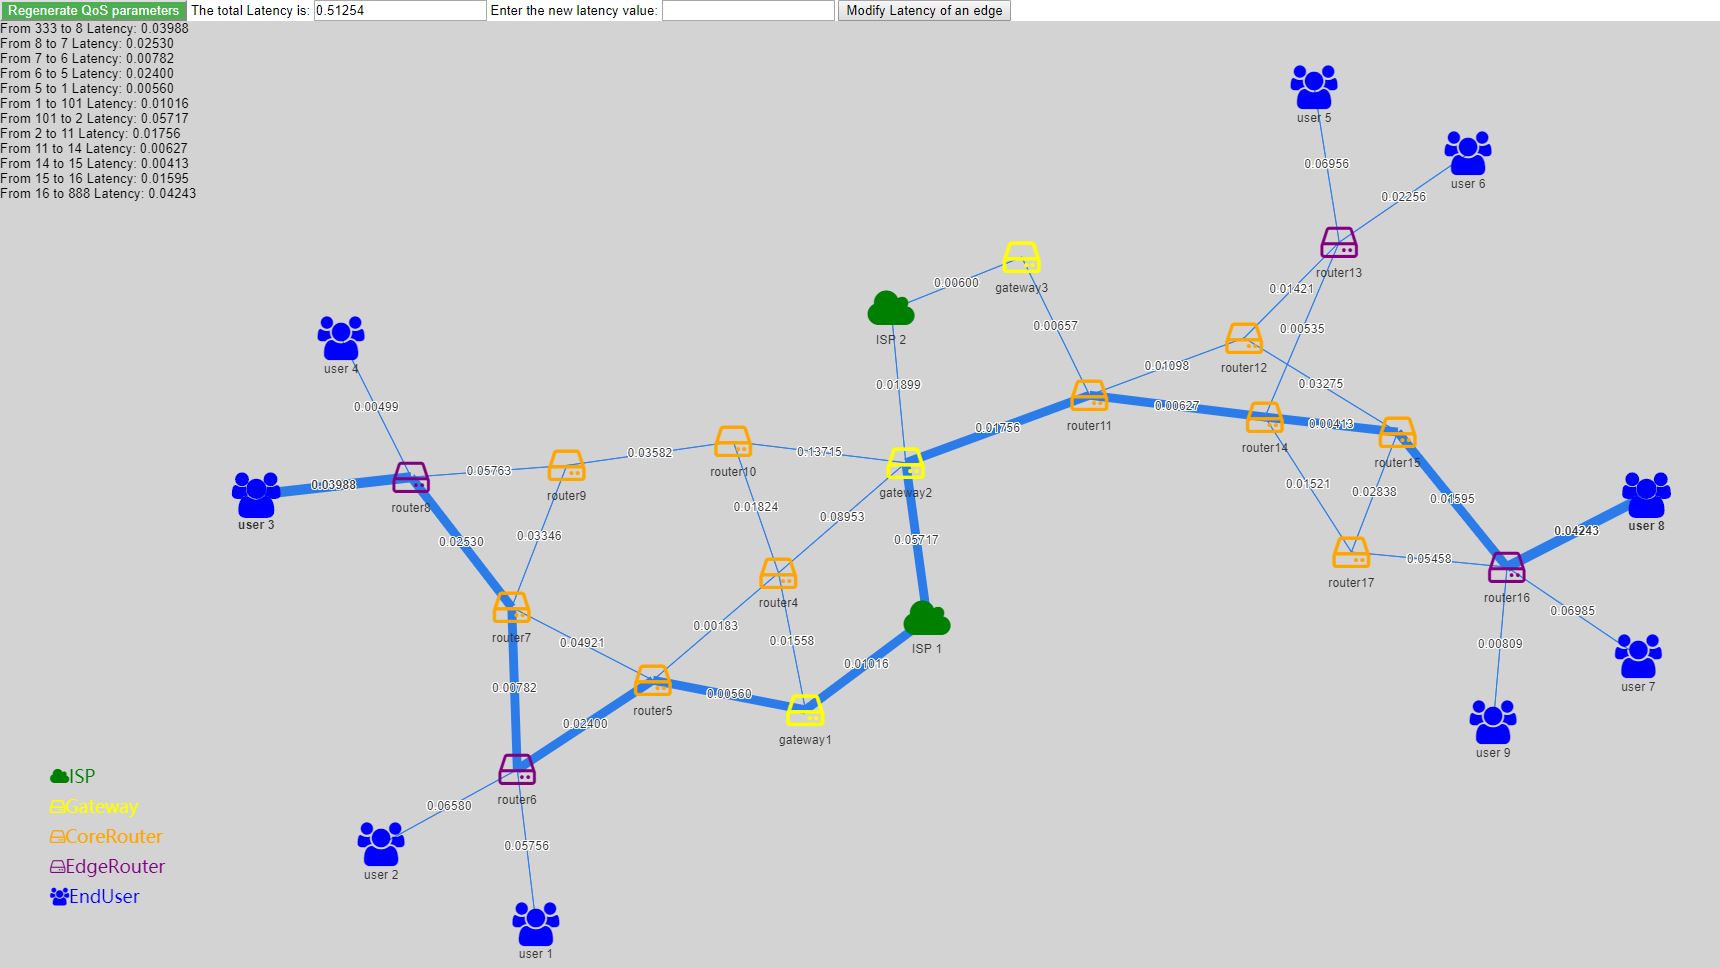 Regenerate QoS parameters The total Latency is: 0.51254 Enter the new latency value: Modify Latency of an edge
From 333 to 8 Latency: 0.03988
From 8 to 7 Latency: 0.02530
From 7 to 6 Latency: 0.00782
From 6 to 5 Latency: 0.02400
From 5 to 1 Latency: 0.00560
From 1 to 101 Latency: 0.01016
From 101 to 2 Latency: 0.05717
From 2 to 11 Latency: 0.01756
From 11 to 14 Latency: 0.00627
From 14 to 15 Latency: 0.00413
From 15 to 16 Latency: 0.01595
From 16 to 888 Latency: 0.04243
user 5
0.06956
user 6
0.02256
router13
gateway3
0.00600
0.01421
0.00657
0.00535
ISP 2
router12
0.01098
user 4
0.01899
0.03275
0.00499
0.00627
0.00413
router11
0.01756
router14
0.03582
0.13715
router15
router10
0.05763
0.03988
router9
gateway2
0.01521
0.02838
0.01595
router8
0.01824
0.08953
user 3
user 8
0.02530
0.03346
0.05717
0.04243
0.05458
router17
router4
router16
0.06985
0.00183
router7
0.04921
0.01558
0.00809
ISP 1
0.01016
0.00782
0.00560
user 7
router5
0.02400
gateway1
user 9
ISP
router6
Gateway
0.06580
CoreRouter
0.05756
EdgeRouter
user 2
EndUser
user 1